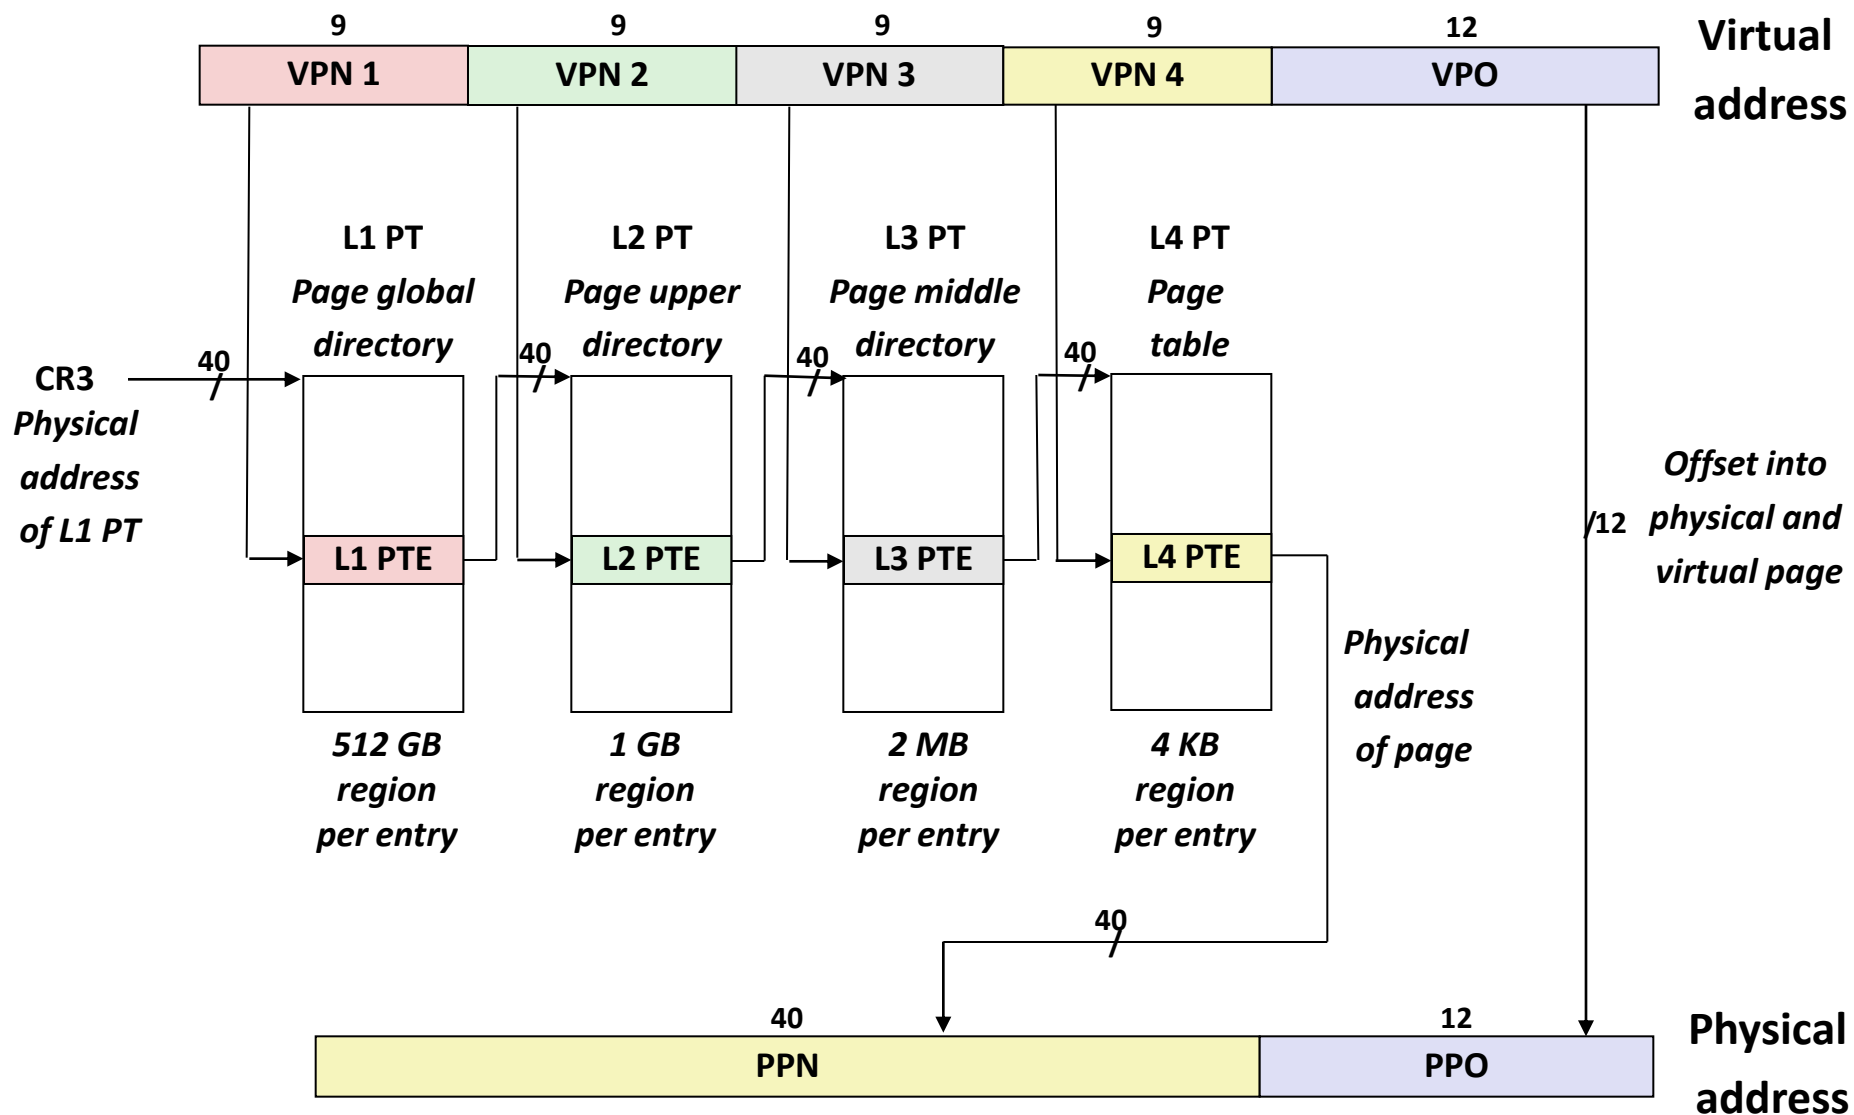 9
9
9
9
12
Virtual
address
VPN 1
VPN 2
VPN 3
VPN 4
VPO
L1 PT
Page global
directory
L2 PT
Page upper
directory
L3 PT
Page middle
directory
L4 PT
Page
table
CR3
Physical
address
of L1 PT
40
/
40
/
40
/
40
/
L1 PTE
L2 PTE
L3 PTE
L4 PTE
/12
Offset into
physical and
virtual page
512 GB
region
per entry
1 GB
region
per entry
2 MB
region
per entry
4 KB
region
per entry
Physical
address
of page
40
/
40
12
PPN
PPO
Physical
address